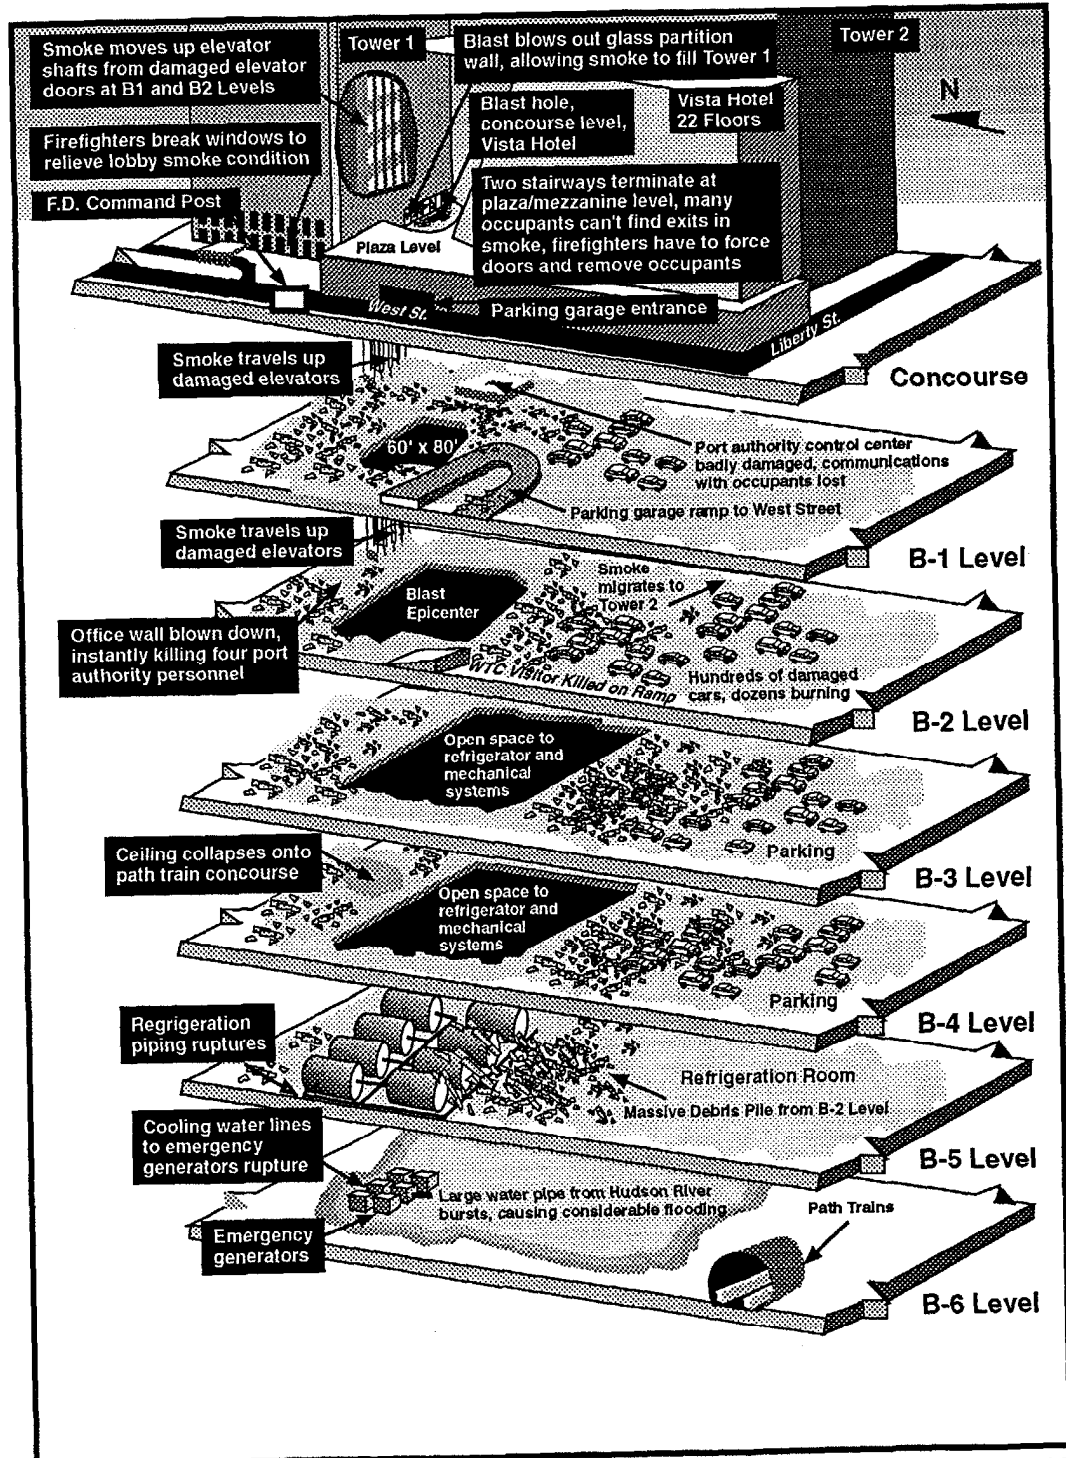 Smoke moves up elevator
shafts from damaged elevator
doors at B1 and B2 Levels
Tower 1
Blast blows out glass partition
wall, allowing smoke to fill Tower 1
Tower 2
N
Blast hole,
concourse level,
Vista Hotel
Vista Hotel
22 Floors
Firefighters break windows to
relieve lobby smoke condition
F.D. Command Post
Two stairways terminate at
plaza/mezzanine level, many
occupants can't find exits in
smoke, firefighters have to force
doors and remove occupants
Plaza Level
West St.
Parking garage entrance
Liberty St.
Concourse
Smoke travels up
damaged elevators
60' x 80'
Port authority control center
badly damaged, communications
with occupants lost
Parking garage ramp to West Street
B-1 Level
Smoke travels up
damaged elevators
Smoke
migrates to
Tower 2
Blast
Epicenter
Office wall blown down,
instantly killing four port
authority personnel
WTC Visitor Killed on Ramp
Hundreds of damaged
cars, dozens burning
B-2 Level
Open space to
refrigerator and
mechanical
systems
Parking
B-3 Level
Ceiling collapses onto
path train concourse
Open space to
refrigerator and
mechanical
systems
Parking
B-4 Level
Regrigeration
piping ruptures
Refrigeration Room
Massive Debris Pile from B-2 Level
B-5 Level
Cooling water lines
to emergency
generators rupture
Large water pipe from Hudson River
bursts, causing considerable flooding
Path Trains
Emergency
generators
B-6 Level